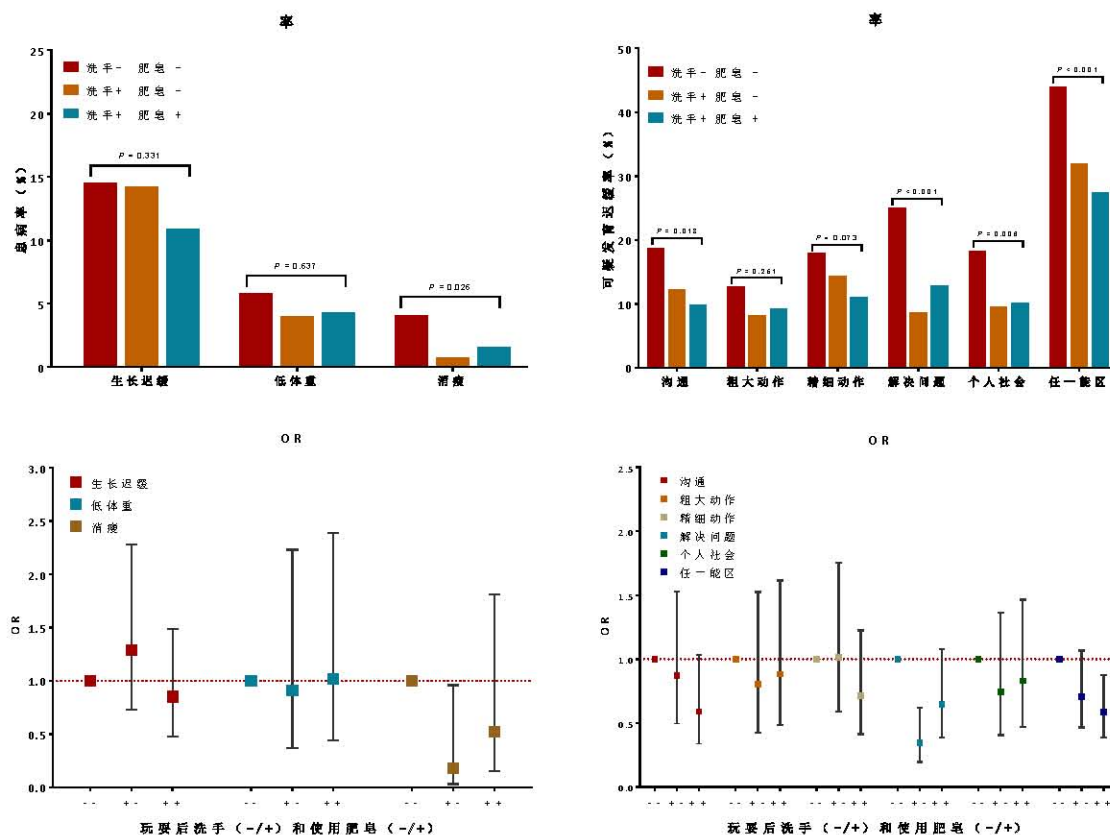 率
25
20
15
10
5
0
患病率（%）
洗手- 肥皂-
洗手+ 肥皂-
洗手+ 肥皂+
P = 0.331
P = 0.637
P = 0.026
生长迟缓 低体重 消瘦
率
50
40
30
20
10
0
可疑发育迟缓率（%）
洗手- 肥皂-
洗手+ 肥皂-
洗手+ 肥皂+
P = 0.010
P = 0.261
P = 0.073
P < 0.001
P = 0.006
P < 0.001
沟通 粗大动作 精细动作 解决问题 个人社会 任一能区
OR
3.0
2.5
2.0
1.5
1.0
0.5
0.0
OR
生长迟缓
低体重
消瘦
-- +- ++ -- +- ++ -- +- ++
玩耍后洗手（-/+）和使用肥皂（-/+）
OR
2.5
2.0
1.5
1.0
0.5
0.0
OR
沟通
粗大动作
精细动作
解决问题
个人社会
任一能区
-- +- ++ -- +- ++ -- +- ++ -- +- ++ -- +- ++ -- +- ++
玩耍后洗手（-/+）和使用肥皂（-/+）